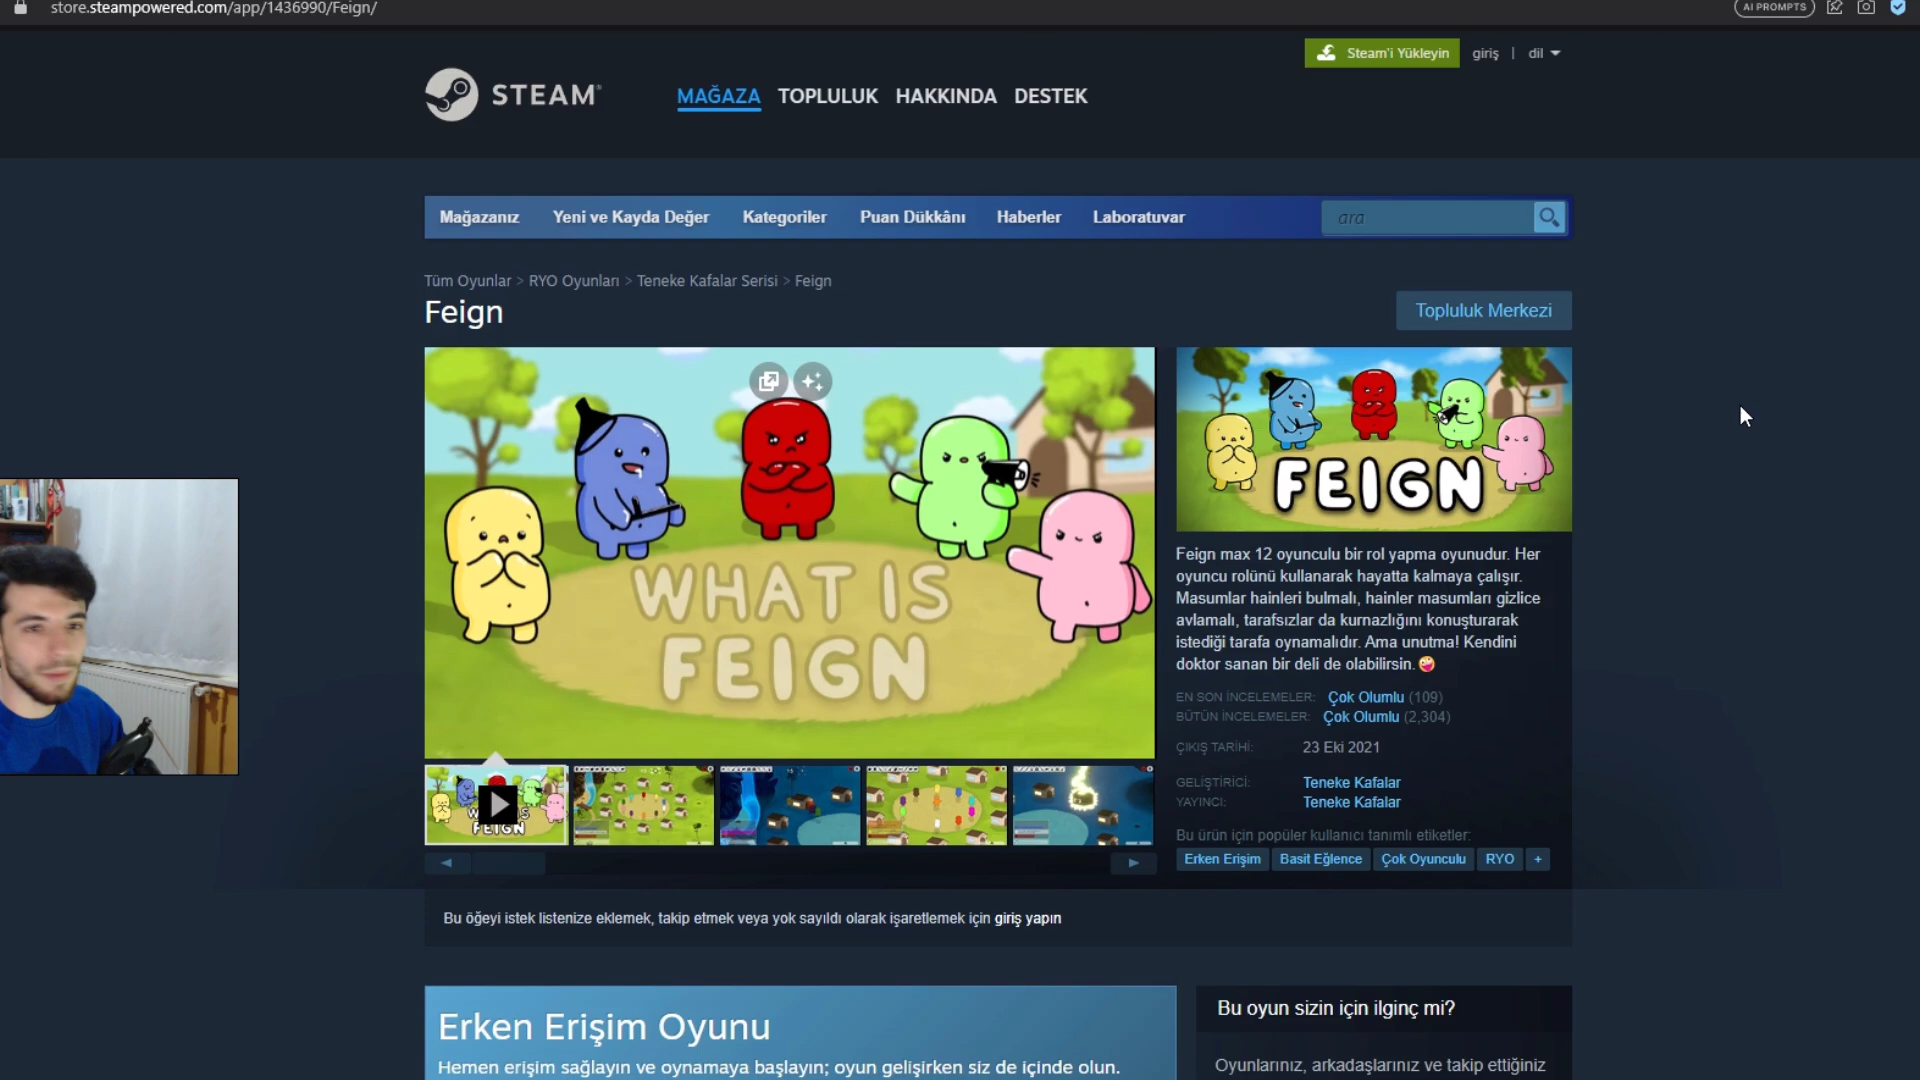 store.steampowered.com/app/1436990/Feign/
AI PROMPTS
Steam'i Yükleyin
giriş | dil
STEAM
MAĞAZA TOPLULUK HAKKINDA DESTEK
Mağazanız Yeni ve Kayda Değer Kategoriler Puan Dükkânı Haberler Laboratuvar
ara
Tüm Oyunlar > RYO Oyunları > Teneke Kafalar Serisi > Feign
Feign
Topluluk Merkezi
WHAT IS
FEIGN
FEIGN
Feign max 12 oyunculu bir rol yapma oyunudur. Her
oyuncu rolünü kullanarak hayatta kalmaya çalışır.
Masumlar hainleri bulmalı, hainler masumları gizlice
avlamalı, tarafsızlar da kurnazlığını konuşturarak
istediği tarafa oynamalıdır. Ama unutma! Kendini
doktor sanan bir deli de olabilirsin. 🤪
EN SON İNCELEMELER: Çok Olumlu (109)
BÜTÜN İNCELEMELER: Çok Olumlu (2,304)
ÇIKIŞ TARİHİ: 23 Eki 2021
GELİŞTİRİCİ: Teneke Kafalar
YAYINCI: Teneke Kafalar
Bu ürün için popüler kullanıcı tanımlı etiketler:
Erken Erişim Basit Eğlence Çok Oyunculu RYO +
FEIGN
Bu öğeyi istek listenize eklemek, takip etmek veya yok sayıldı olarak işaretlemek için giriş yapın
Erken Erişim Oyunu
Hemen erişim sağlayın ve oynamaya başlayın; oyun gelişirken siz de içinde olun.
Bu oyun sizin için ilginç mi?
Oyunlarınız, arkadaşlarınız ve takip ettiğiniz